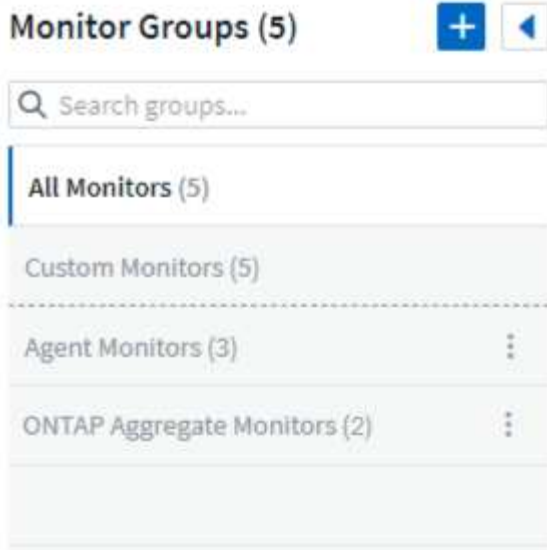 Monitor Groups (5)
Search groups...
All Monitors (5)
Custom Monitors (5)
Agent Monitors (3)
ONTAP Aggregate Monitors (2)